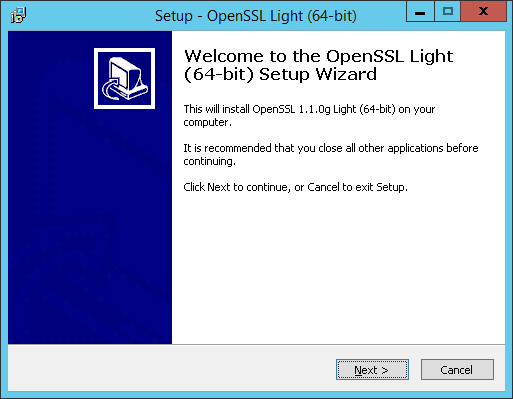 Setup - OpenSSL Light (64-bit)
Welcome to the OpenSSL Light
(64-bit) Setup Wizard
This will install OpenSSL 1.1.0g Light (64-bit) on your
computer.
It is recommended that you close all other applications before
continuing.
Click Next to continue, or Cancel to exit Setup.
Next >
Cancel